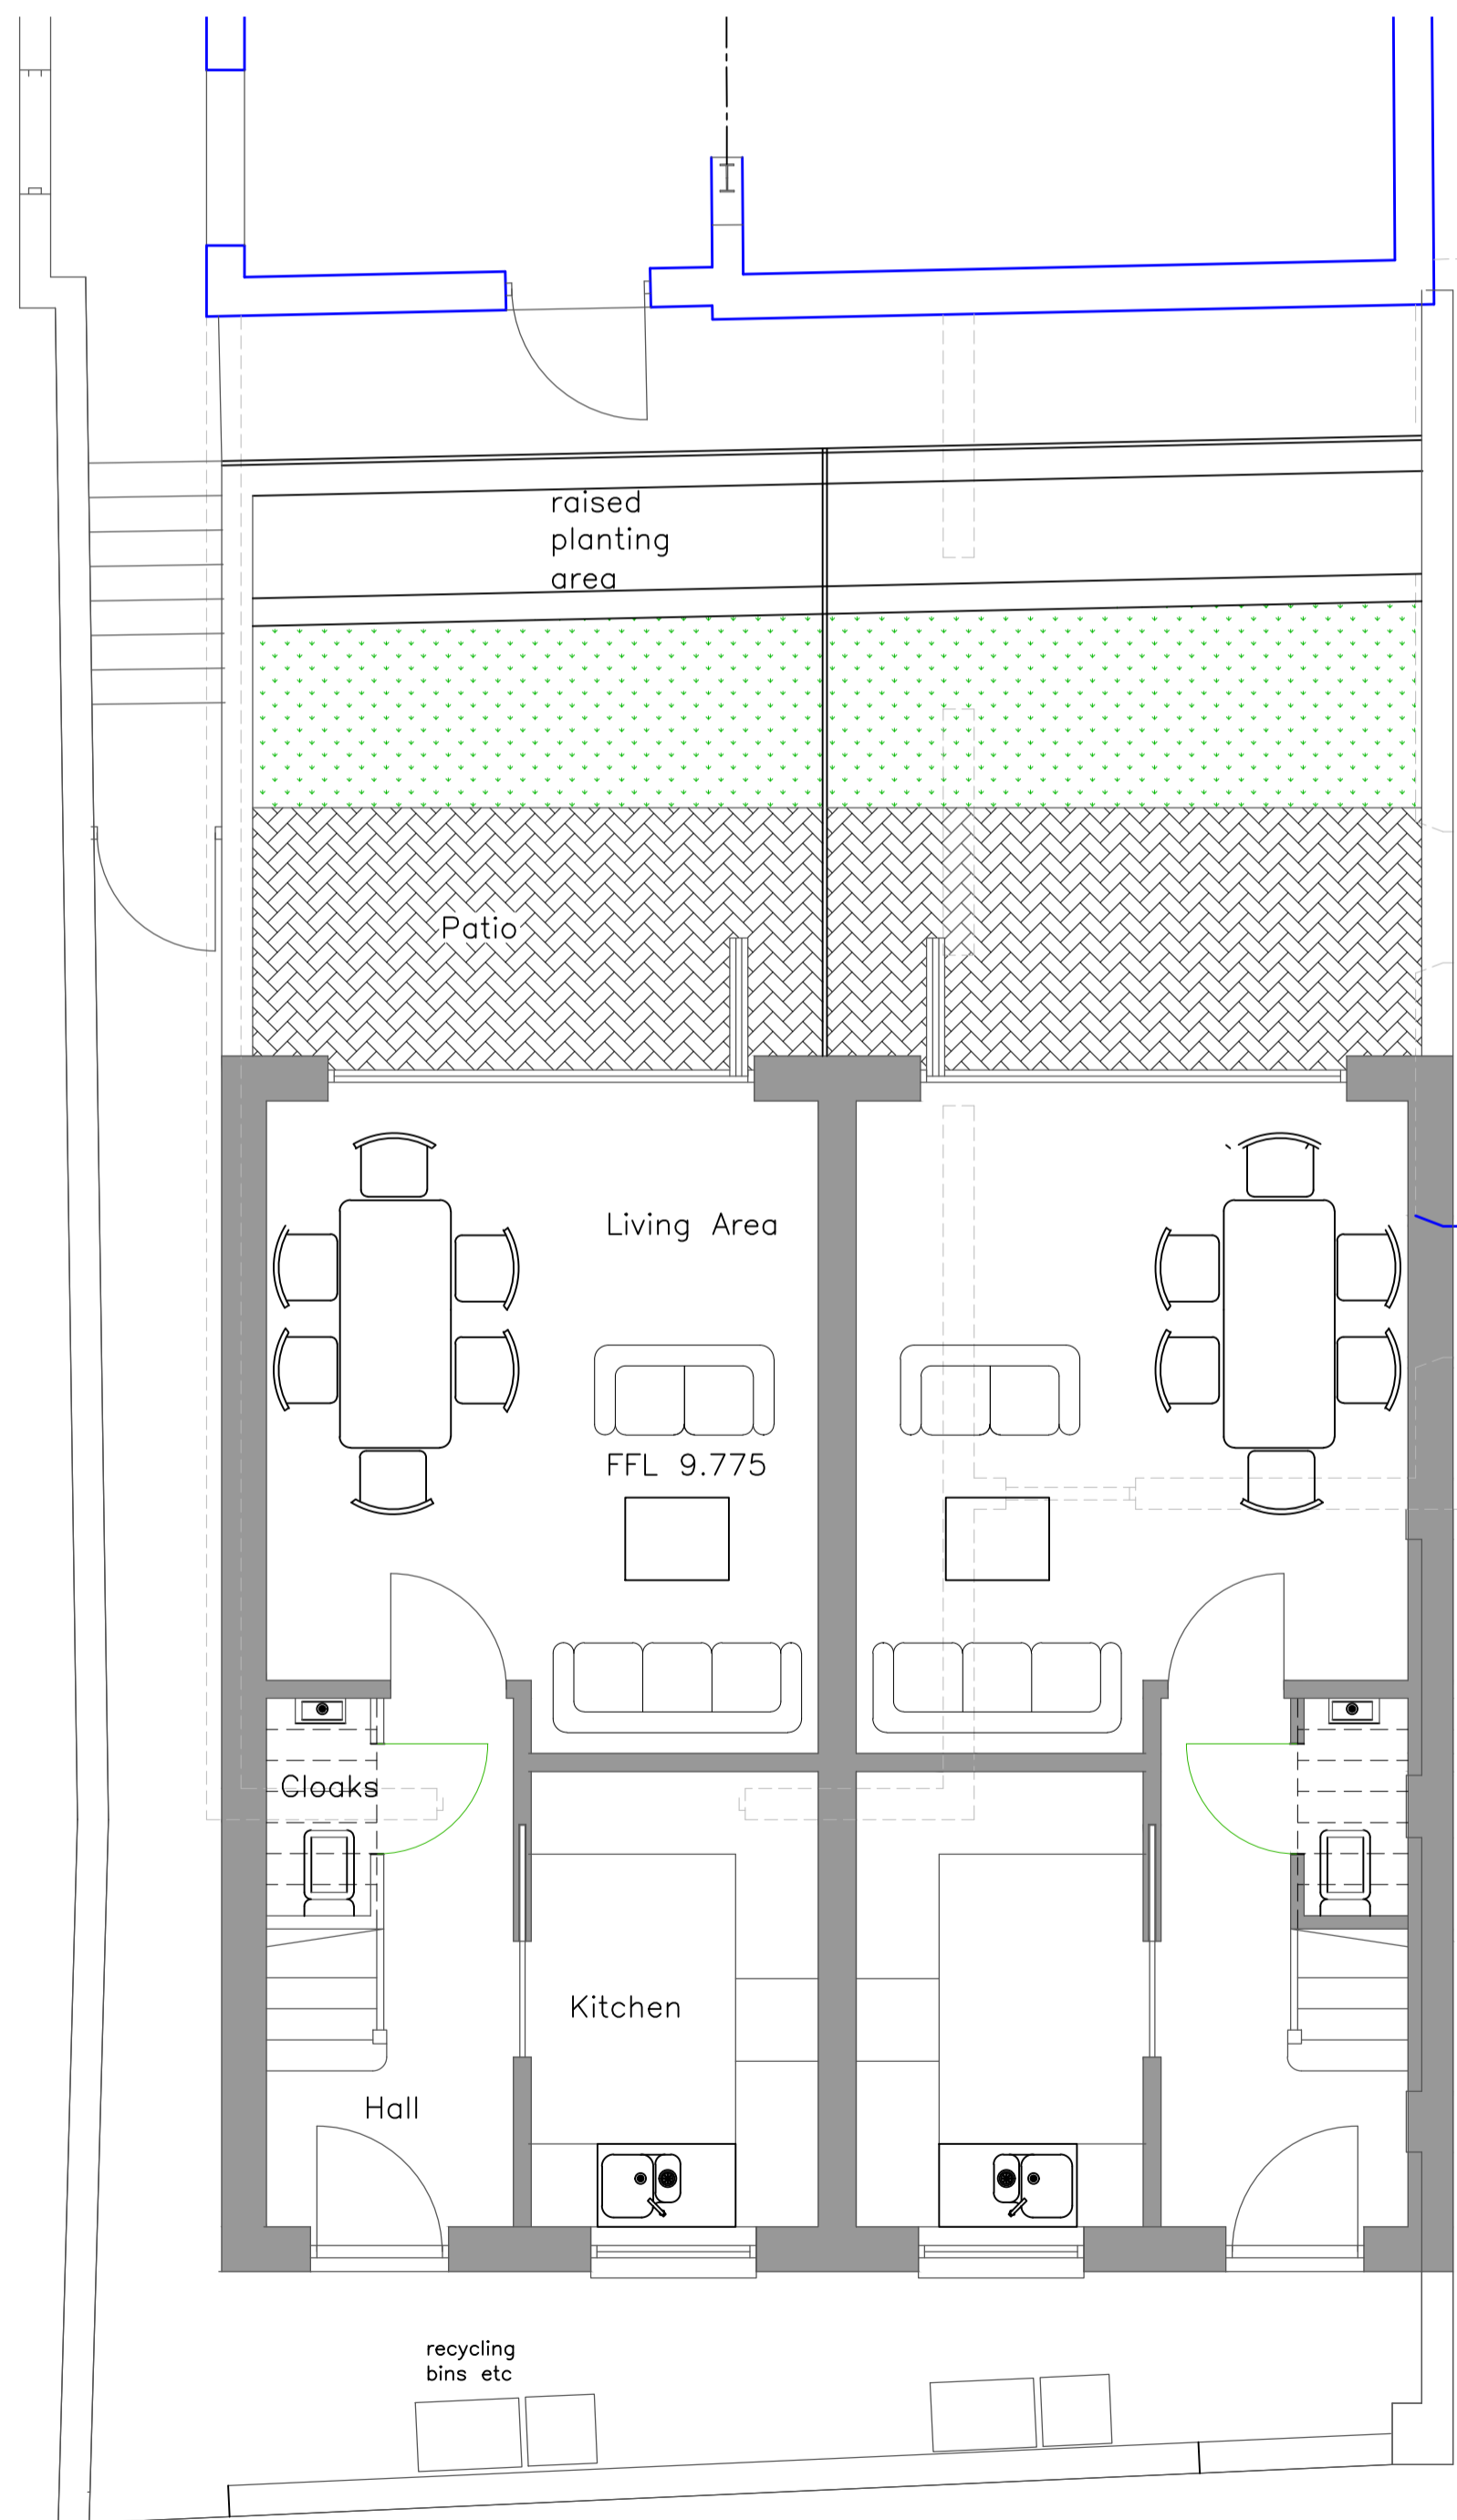 raised
planting
area
Patio
Living Area
FFL 9.775
Cloaks
Kitchen
Hall
recycling
bins etc